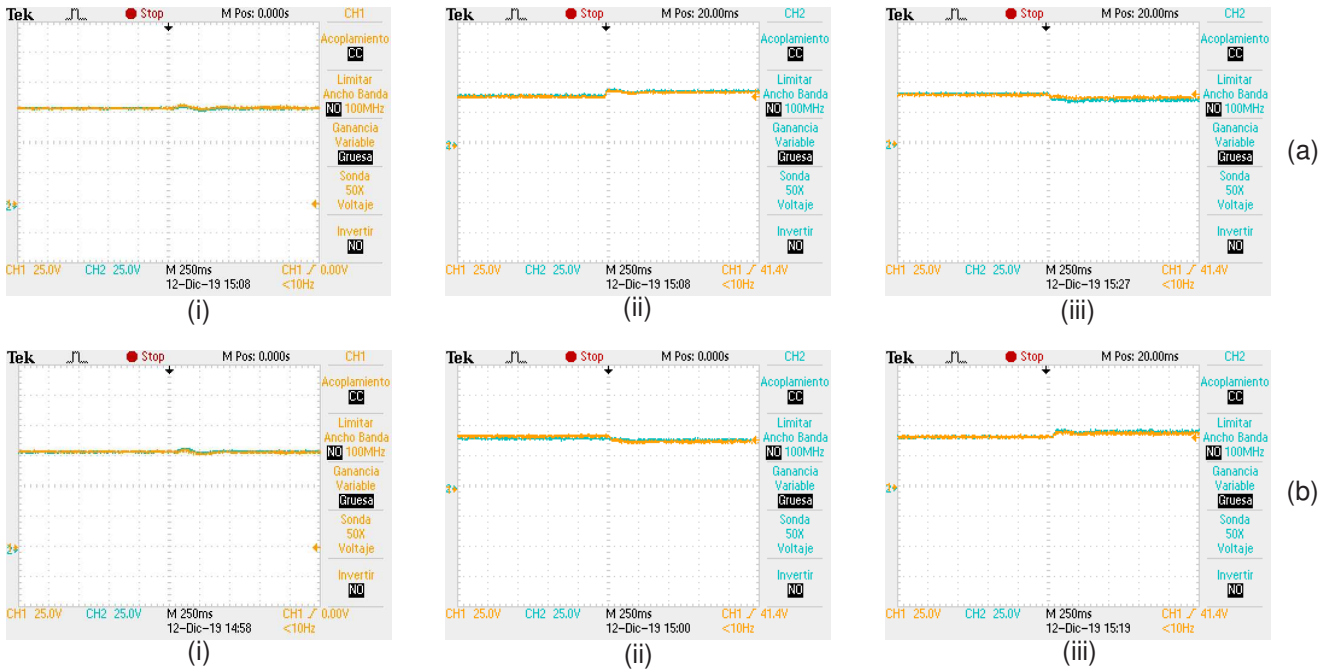 Tek Stop M Pos: 0.000s CH1
Acoplamiento
CC
Limitar
Ancho Banda
NO 100MHz
Ganancia
Variable
Gruesa
Sonda
50X
Voltaje
Invertir
NO
2
CH1 25.0V CH2 25.0V M 250ms CH1 0.00V
12-Dic-19 15:08 <10Hz
(i)
Tek Stop M Pos: 20.00ms CH2
Acoplamiento
CC
Limitar
Ancho Banda
NO 100MHz
Ganancia
Variable
Gruesa
Sonda
50X
Voltaje
Invertir
NO
2
CH1 25.0V CH2 25.0V M 250ms CH1 41.4V
12-Dic-19 15:08 <10Hz
(ii)
Tek Stop M Pos: 20.00ms CH2
Acoplamiento
CC
Limitar
Ancho Banda
NO 100MHz
Ganancia
Variable
Gruesa
Sonda
50X
Voltaje
Invertir
NO
2
CH1 25.0V CH2 25.0V M 250ms CH1 41.4V
12-Dic-19 15:27 <10Hz
(iii)
(a)
Tek Stop M Pos: 0.000s CH1
Acoplamiento
CC
Limitar
Ancho Banda
NO 100MHz
Ganancia
Variable
Gruesa
Sonda
50X
Voltaje
Invertir
NO
2
CH1 25.0V CH2 25.0V M 250ms CH1 0.00V
12-Dic-19 14:58 <10Hz
(i)
Tek Stop M Pos: 0.000s CH2
Acoplamiento
CC
Limitar
Ancho Banda
NO 100MHz
Ganancia
Variable
Gruesa
Sonda
50X
Voltaje
Invertir
NO
2
CH1 25.0V CH2 25.0V M 250ms CH1 41.4V
12-Dic-19 15:00 <10Hz
(ii)
Tek Stop M Pos: 20.00ms CH2
Acoplamiento
CC
Limitar
Ancho Banda
NO 100MHz
Ganancia
Variable
Gruesa
Sonda
50X
Voltaje
Invertir
NO
2
CH1 25.0V CH2 25.0V M 250ms CH1 41.4V
12-Dic-19 15:19 <10Hz
(iii)
(b)